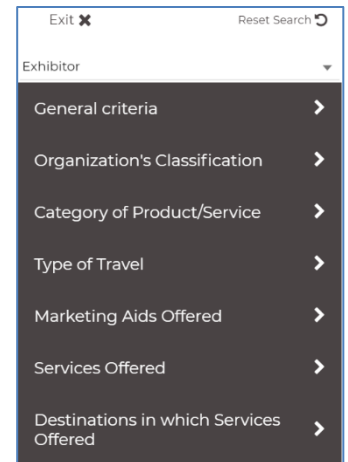 Exit ✖ Reset Search
Exhibitor
General criteria
Organization's Classification
Category of Product/Service
Type of Travel
Marketing Aids Offered
Services Offered
Destinations in which Services
Offered